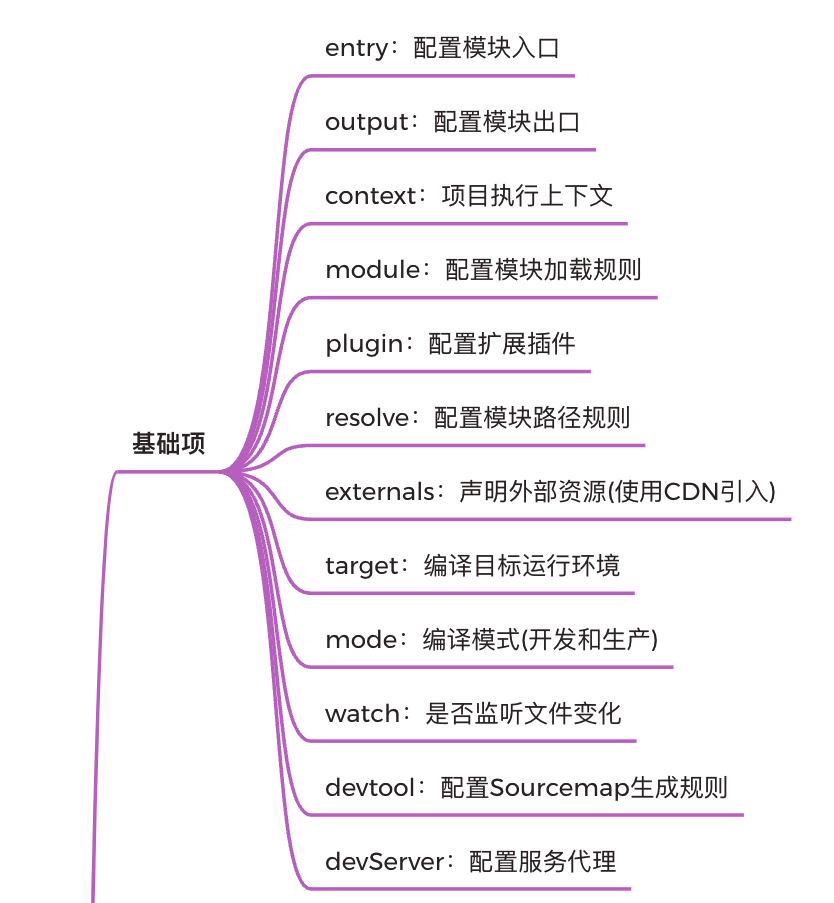 entry：配置模块入口
output：配置模块出口
context：项目执行上下文
module：配置模块加载规则
plugin：配置扩展插件
resolve：配置模块路径规则
基础项
externals：声明外部资源(使用CDN引入)
target：编译目标运行环境
mode：编译模式(开发和生产)
watch：是否监听文件变化
devtool：配置Sourcemap生成规则
devServer：配置服务代理